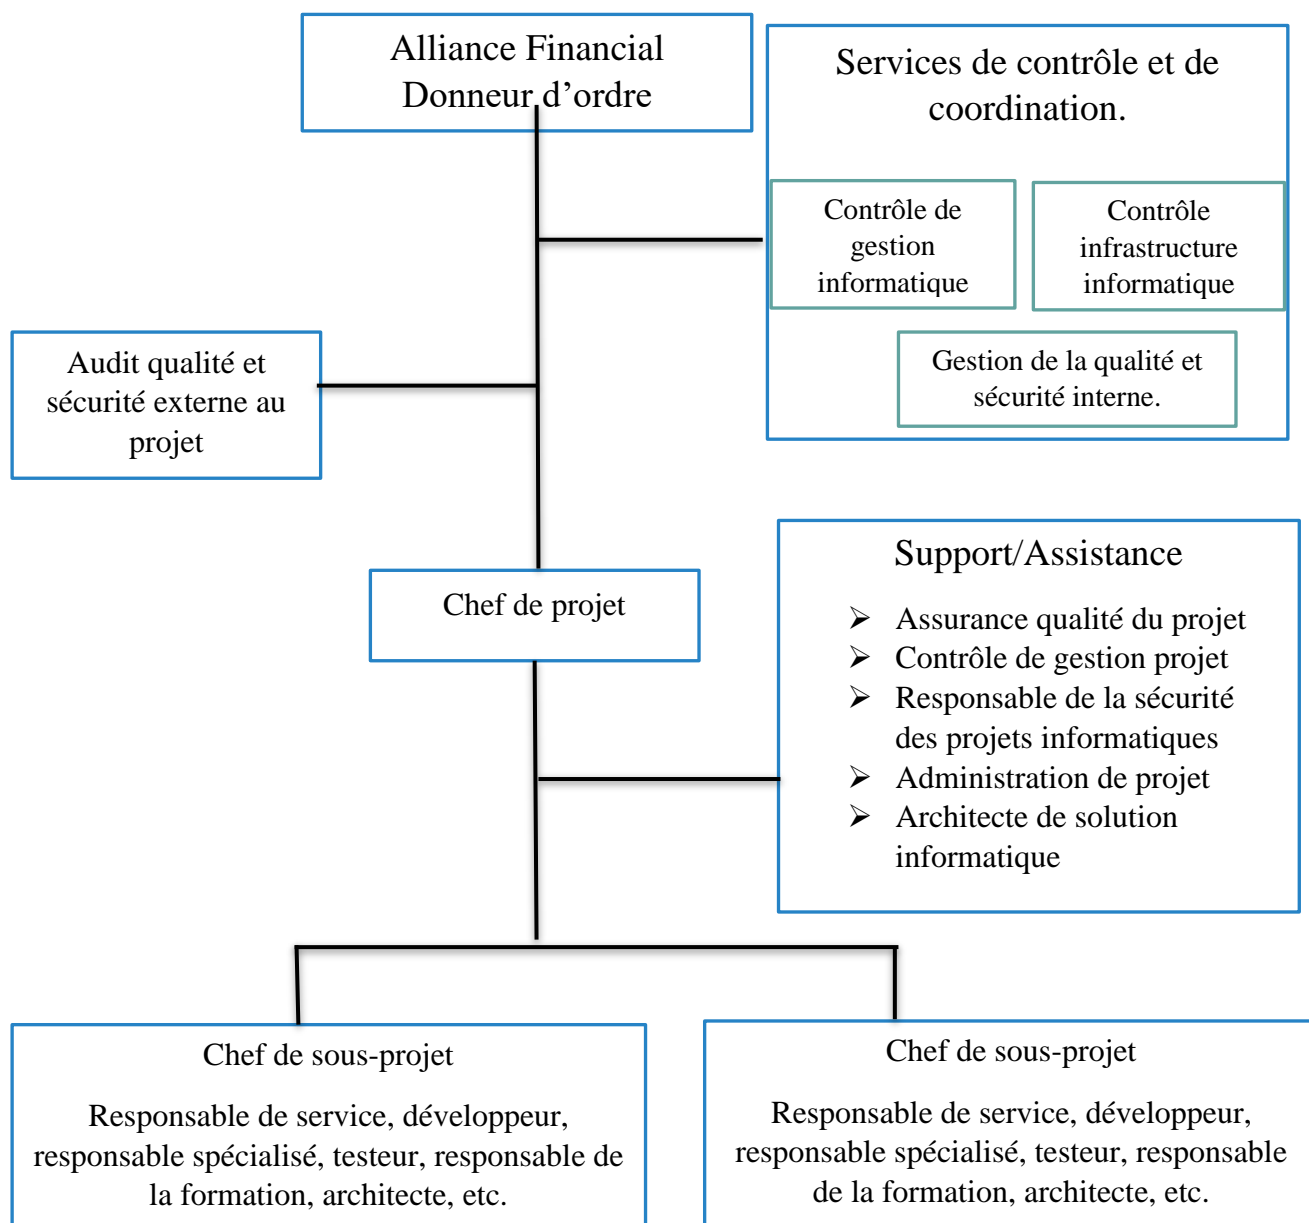 Alliance Financial
Donneur d’ordre
Services de contrôle et de
coordination.
Contrôle de
gestion
informatique
Contrôle
infrastructure
informatique
Gestion de la qualité et
sécurité interne.
Audit qualité et
sécurité externe au
projet
Chef de projet
Support/Assistance
➢ Assurance qualité du projet
➢ Contrôle de gestion projet
➢ Responsable de la sécurité
des projets informatiques
➢ Administration de projet
➢ Architecte de solution
informatique
Chef de sous-projet
Responsable de service, développeur,
responsable spécialisé, testeur, responsable de
la formation, architecte, etc.
Chef de sous-projet
Responsable de service, développeur,
responsable spécialisé, testeur, responsable
de la formation, architecte, etc.